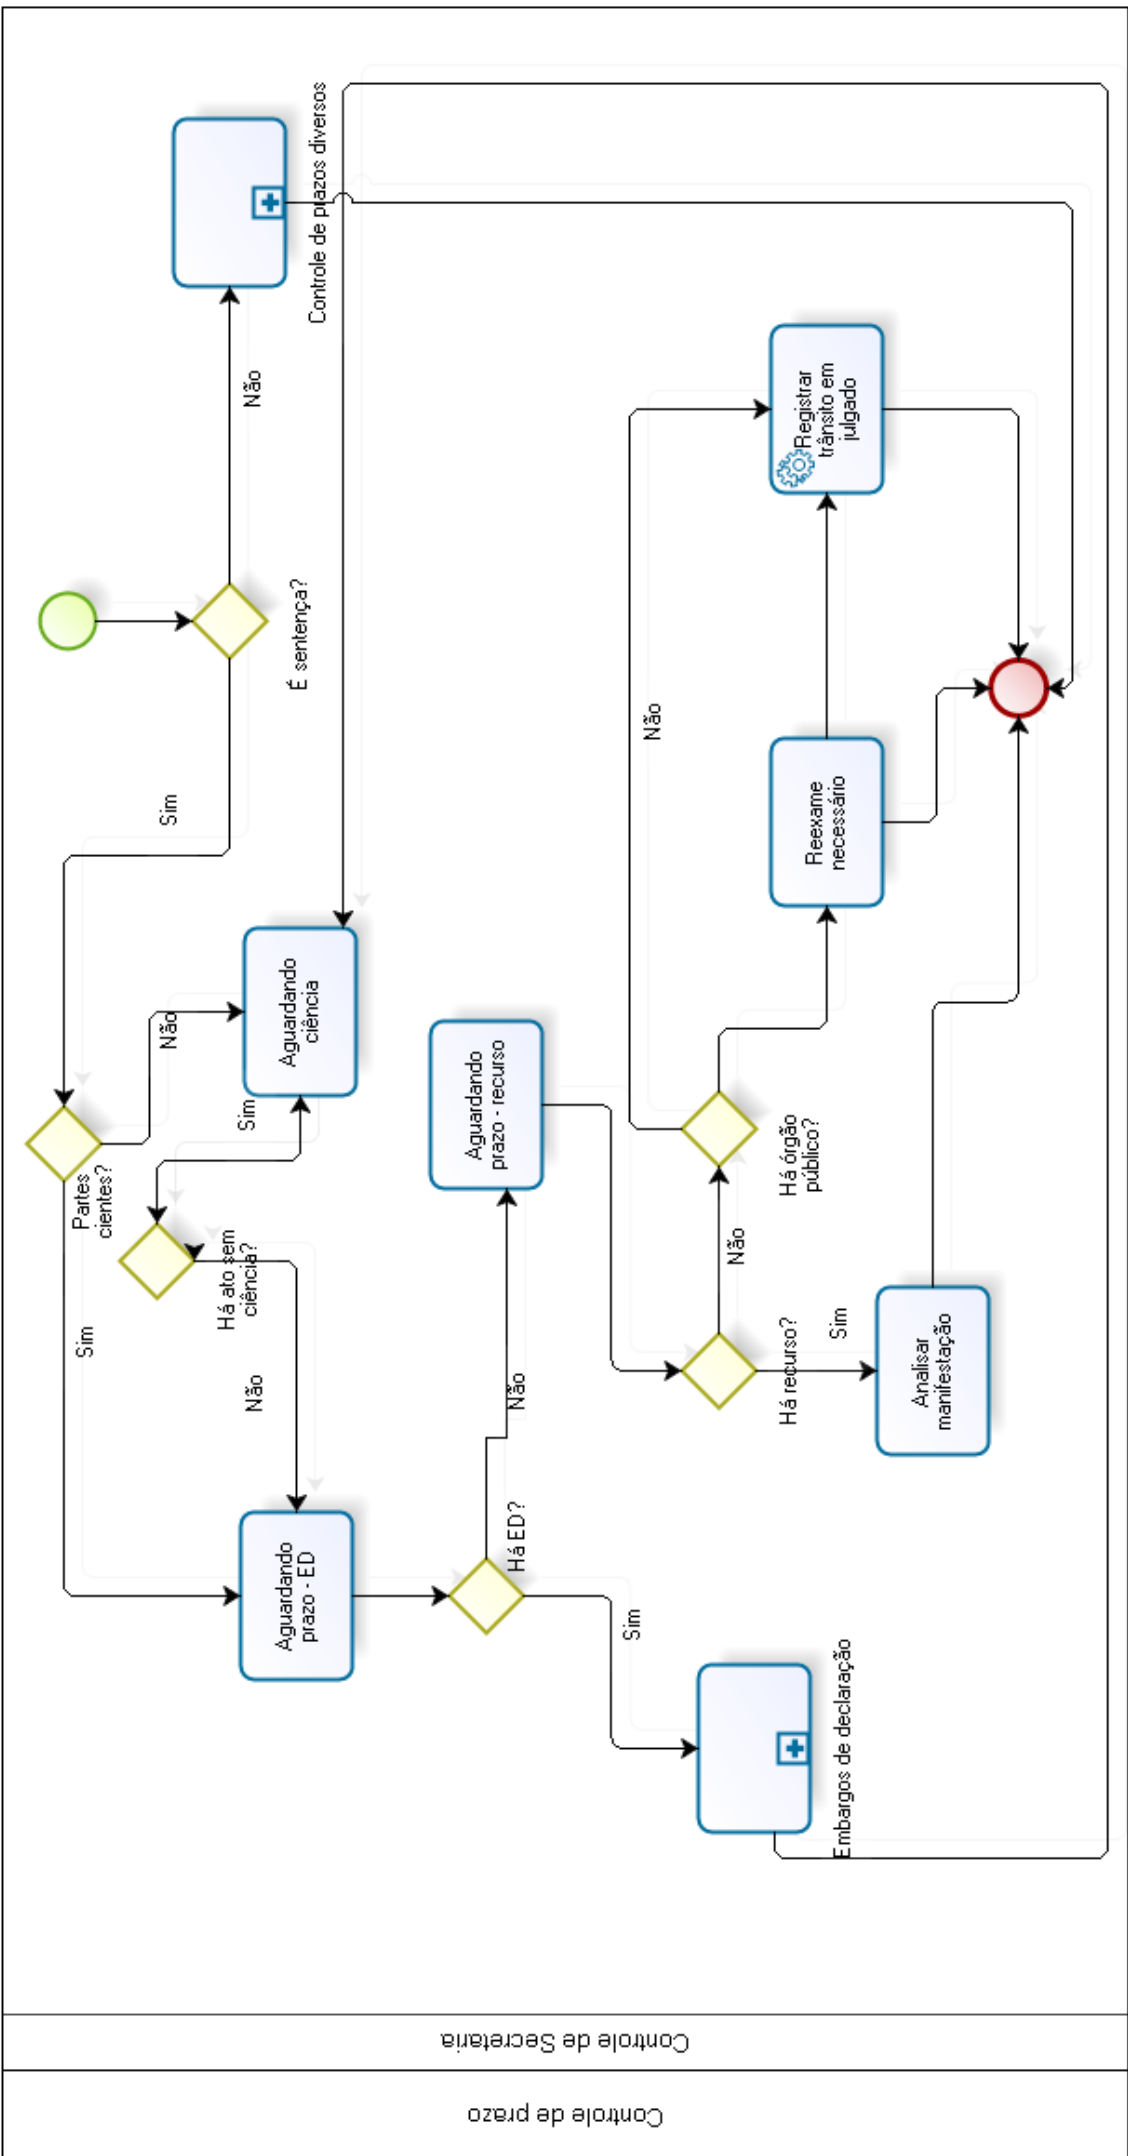 Controle de prazos diversos
Não
É sentença?
Sim
Partes
cientes?
Não
Aguardando
ciência
Sim
Há ato sem
ciência?
Sim
Não
Aguardando
prazo - ED
Há ED?
Não
Aguardando
prazo - recurso
Sim
Embargos de declaração
Há recurso?
Não
Sim
Analisar
manifestação
Há órgão
público?
Não
Reexame
necessário
Registrar
trânsito em
julgado
Controle de Secretaria
Controle de prazo